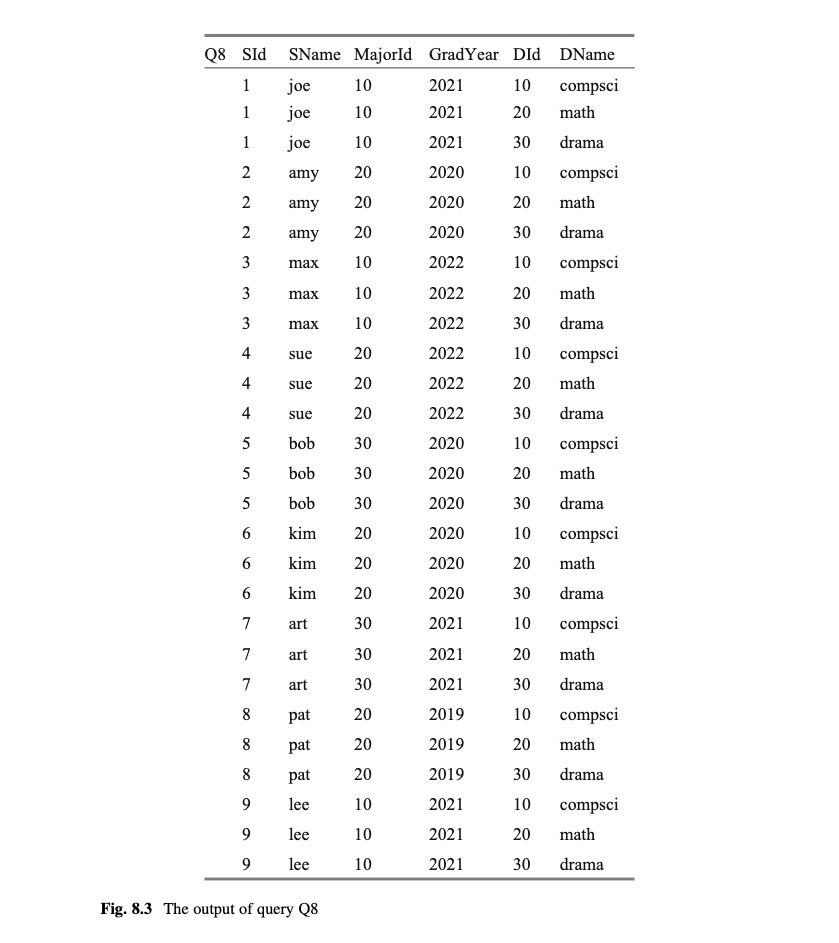 Q8 SId SName MajorId GradYear DId DName
1 joe 10 2021 10 compsci
1 joe 10 2021 20 math
1 joe 10 2021 30 drama
2 amy 20 2020 10 compsci
2 amy 20 2020 20 math
2 amy 20 2020 30 drama
3 max 10 2022 10 compsci
3 max 10 2022 20 math
3 max 10 2022 30 drama
4 sue 20 2022 10 compsci
4 sue 20 2022 20 math
4 sue 20 2022 30 drama
5 bob 30 2020 10 compsci
5 bob 30 2020 20 math
5 bob 30 2020 30 drama
6 kim 20 2020 10 compsci
6 kim 20 2020 20 math
6 kim 20 2020 30 drama
7 art 30 2021 10 compsci
7 art 30 2021 20 math
7 art 30 2021 30 drama
8 pat 20 2019 10 compsci
8 pat 20 2019 20 math
8 pat 20 2019 30 drama
9 lee 10 2021 10 compsci
9 lee 10 2021 20 math
9 lee 10 2021 30 drama
Fig. 8.3 The output of query Q8